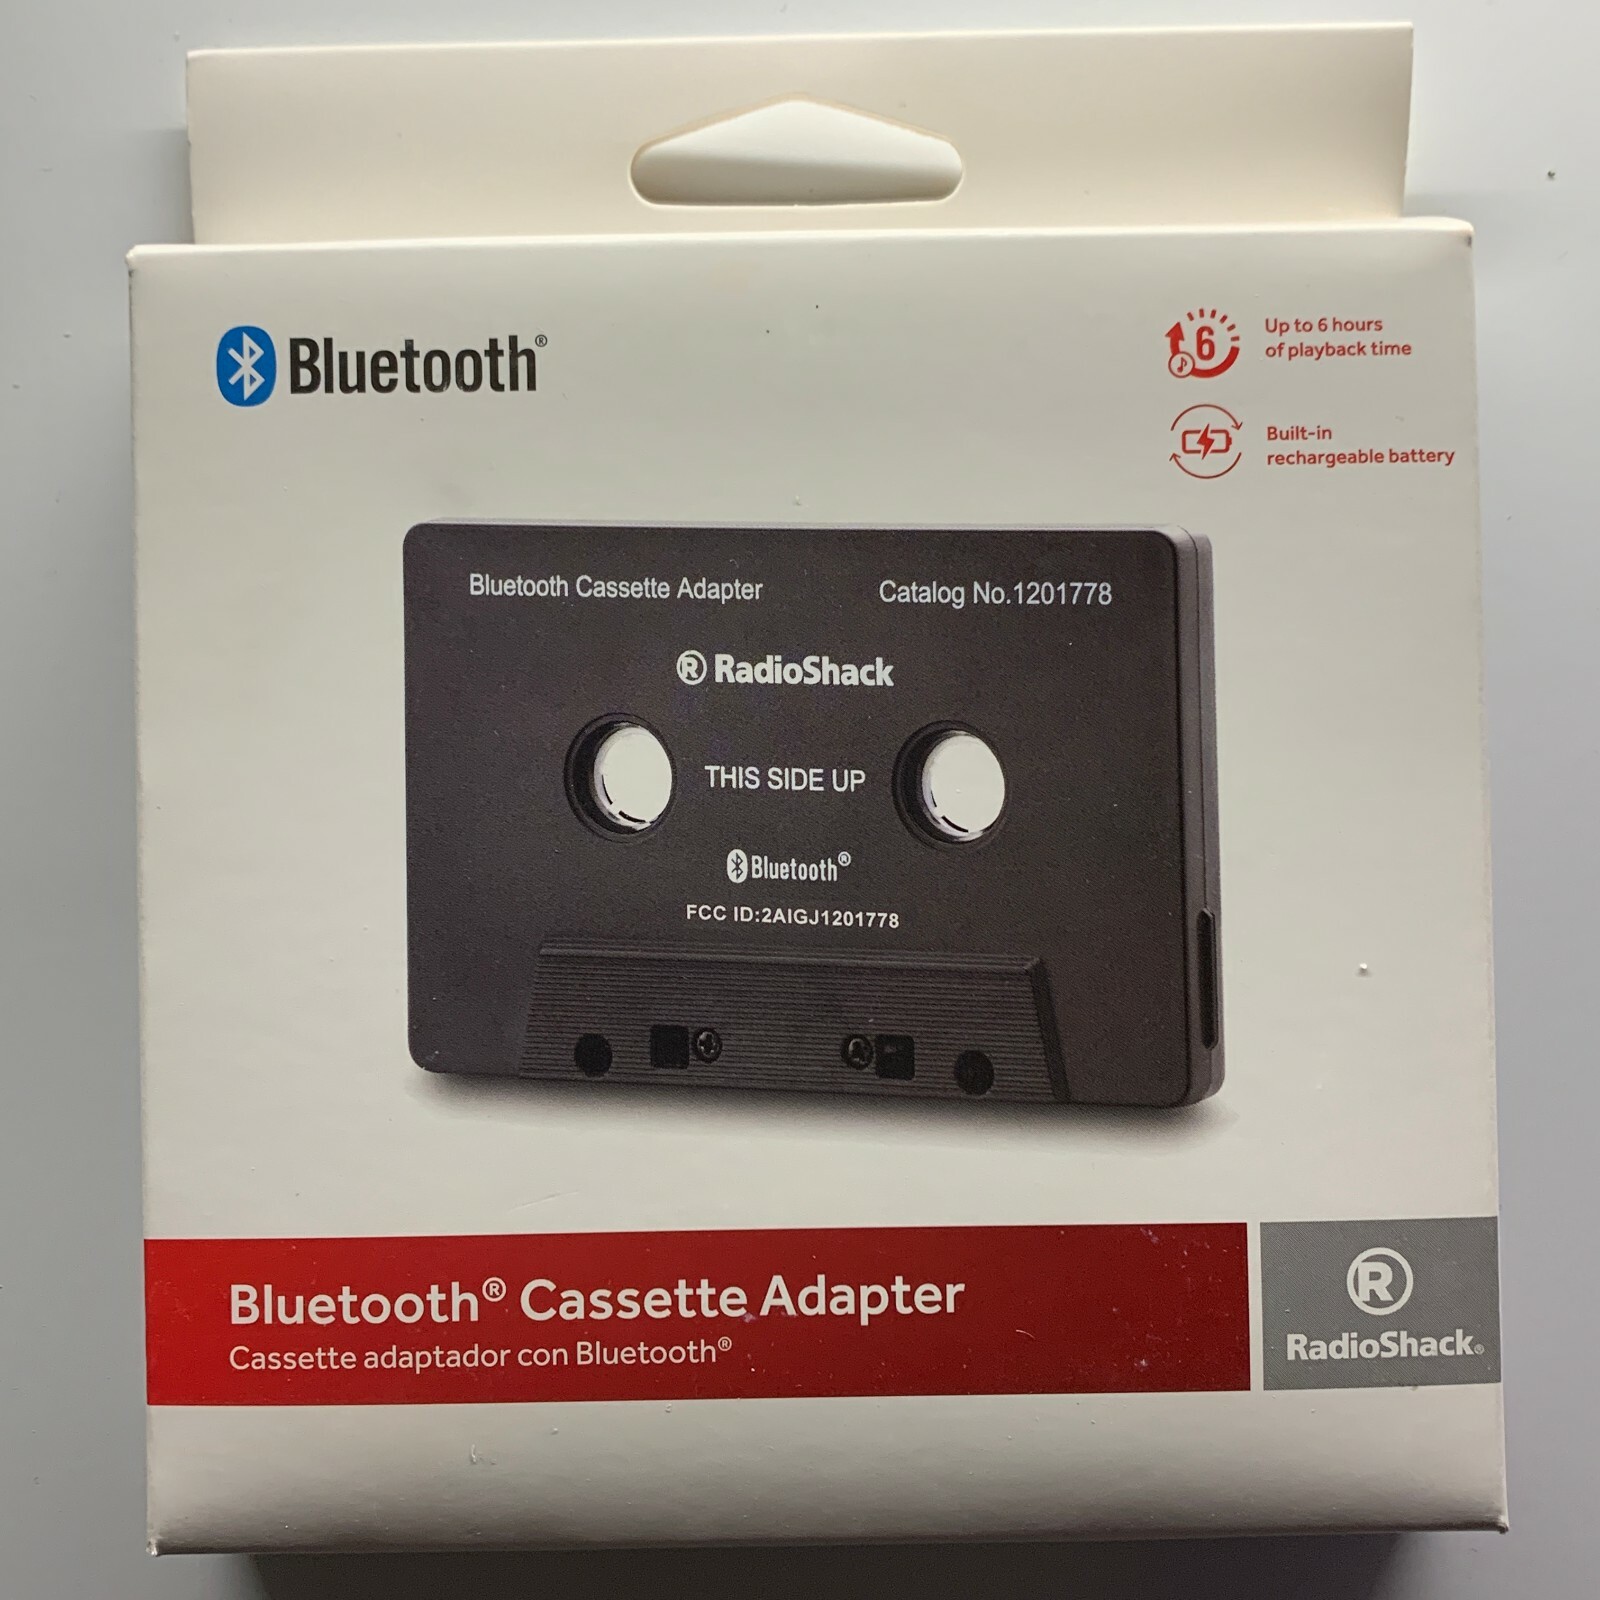 Bluetooth®
6
Up to 6 hours
of playback time
Built-in
rechargeable battery
Bluetooth Cassette Adapter
Catalog No.1201778
® RadioShack
THIS SIDE UP
Bluetooth®
FCC ID:2AIGJ1201778
Bluetooth® Cassette Adapter
Cassette adaptador con Bluetooth®
®
RadioShack®